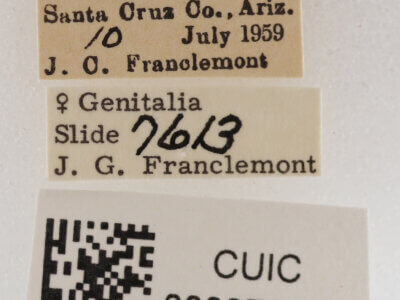 Santa Cruz Co., Ariz.
10 July 1959
J. G. Franclemont
♀ Genitalia
Slide 7613
J. G. Franclemont
CUIC